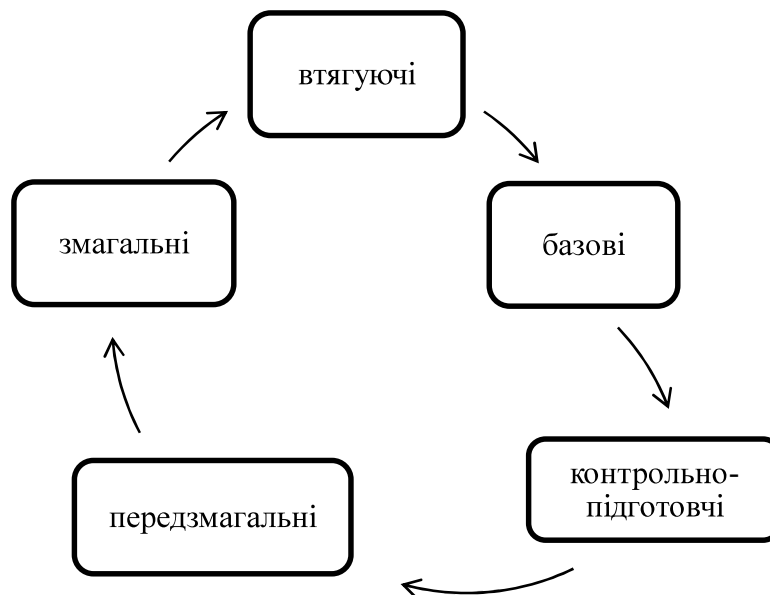 втягуючі
базові
контрольно-
підготовчі
передзмагальні
змагальні